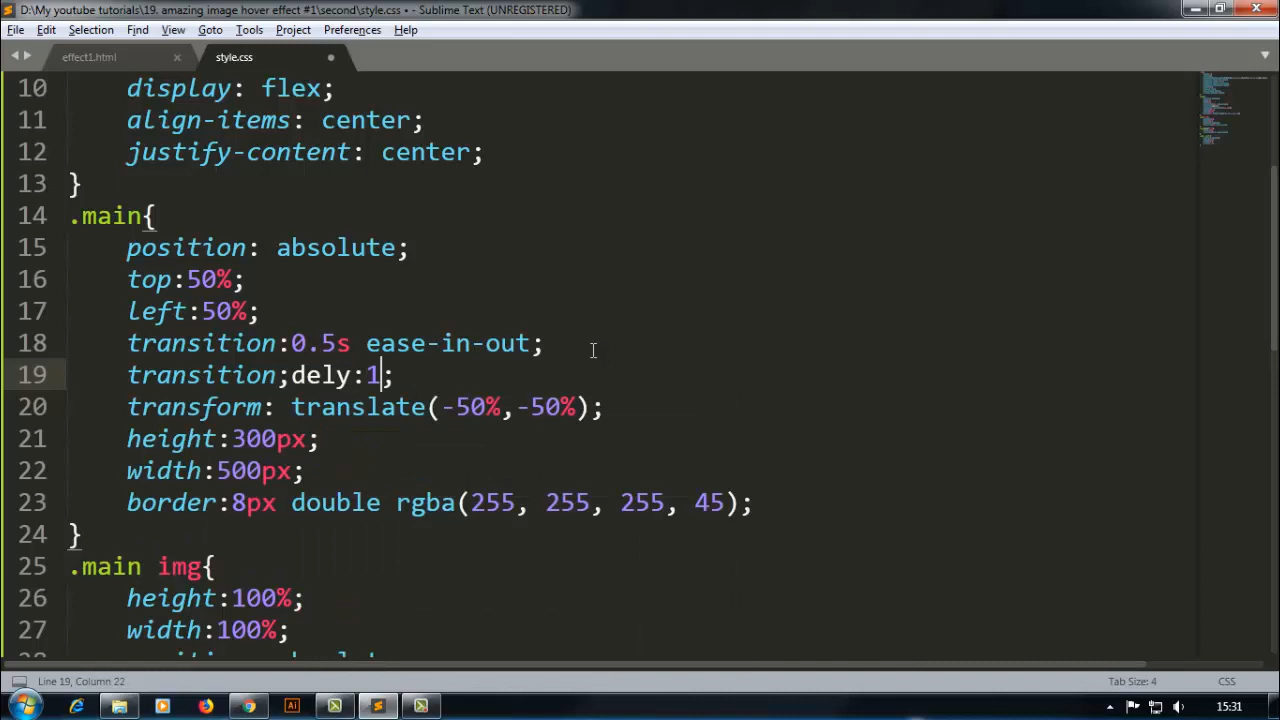 D:\My youtube tutorials\19. amazing image hover effect #1\second\style.css • - Sublime Text (UNREGISTERED)
File Edit Selection Find View Goto Tools Project Preferences Help
effect1.html style.css
10 display: flex;
11 align-items: center;
12 justify-content: center;
13 }
14 .main{
15 position: absolute;
16 top:50%;
17 left:50%;
18 transition:0.5s ease-in-out;
19 transition;dely:1;
20 transform: translate(-50%,-50%);
21 height:300px;
22 width:500px;
23 border:8px double rgba(255, 255, 255, 45);
24 }
25 .main img{
26 height:100%;
27 width:100%;
Line 19, Column 22 Tab Size: 4 CSS
Ai 15:31